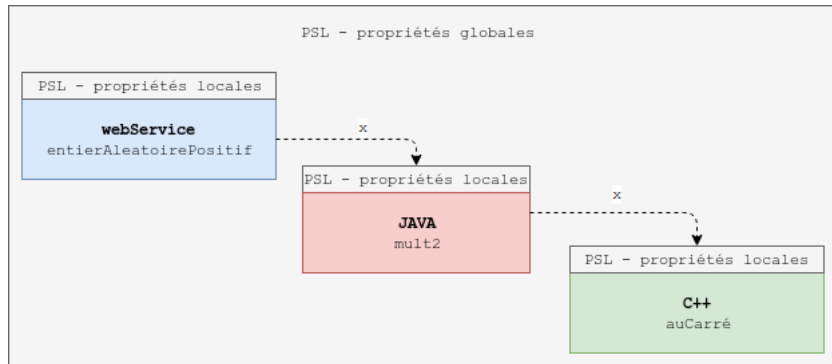 PSL - propriétés globales
PSL - propriétés locales
webService
entierAleatoirePositif
x
PSL - propriétés locales
JAVA
mult2
x
PSL - propriétés locales
C++
auCarré